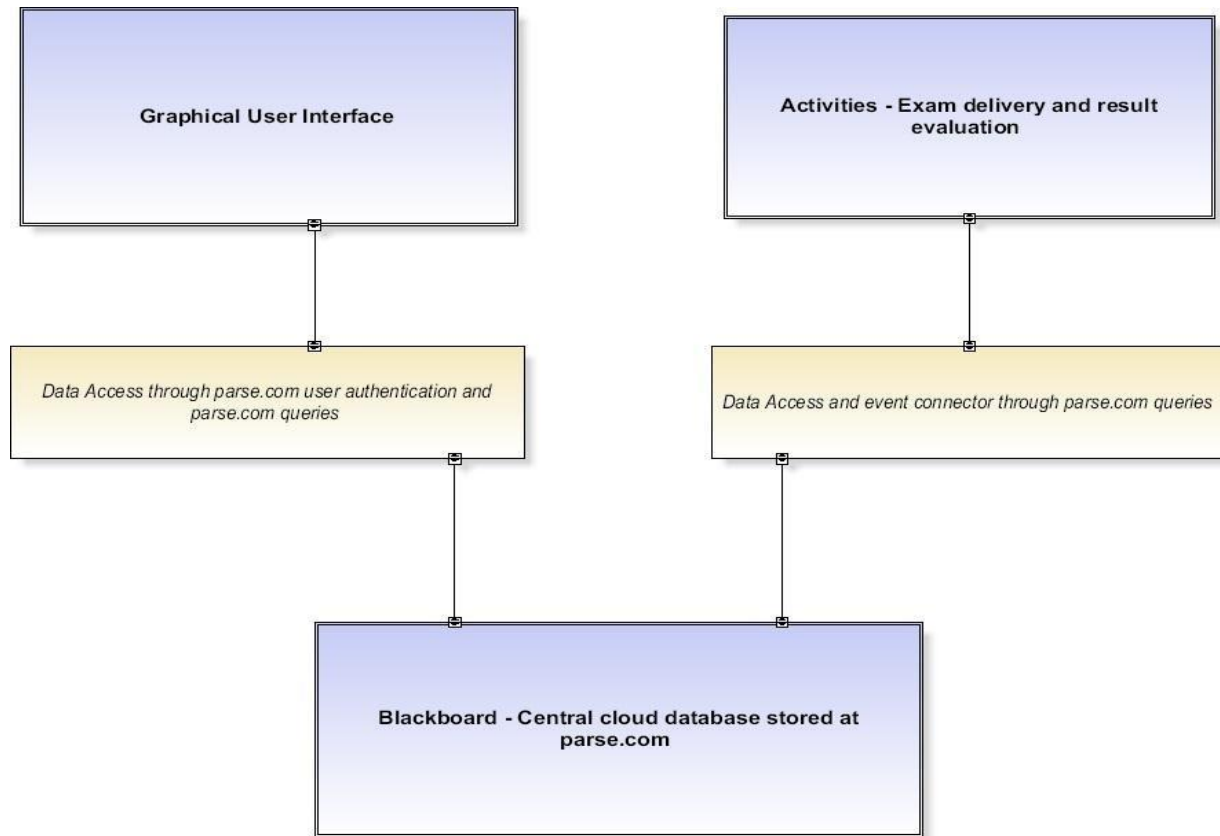 Graphical User Interface
Activities - Exam delivery and result
evaluation
Data Access through parse.com user authentication and
parse.com queries
Data Access and event connector through parse.com queries
Blackboard - Central cloud database stored at
parse.com